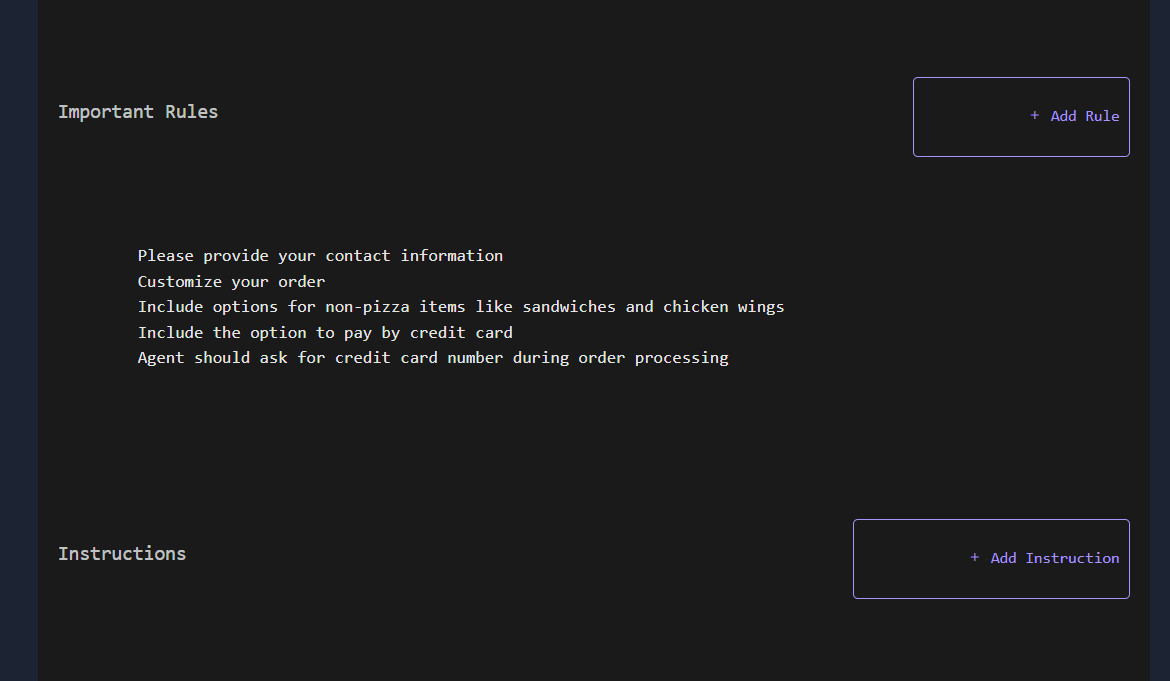 Important Rules
+ Add Rule
Please provide your contact information
Customize your order
Include options for non-pizza items like sandwiches and chicken wings
Include the option to pay by credit card
Agent should ask for credit card number during order processing
Instructions
+ Add Instruction